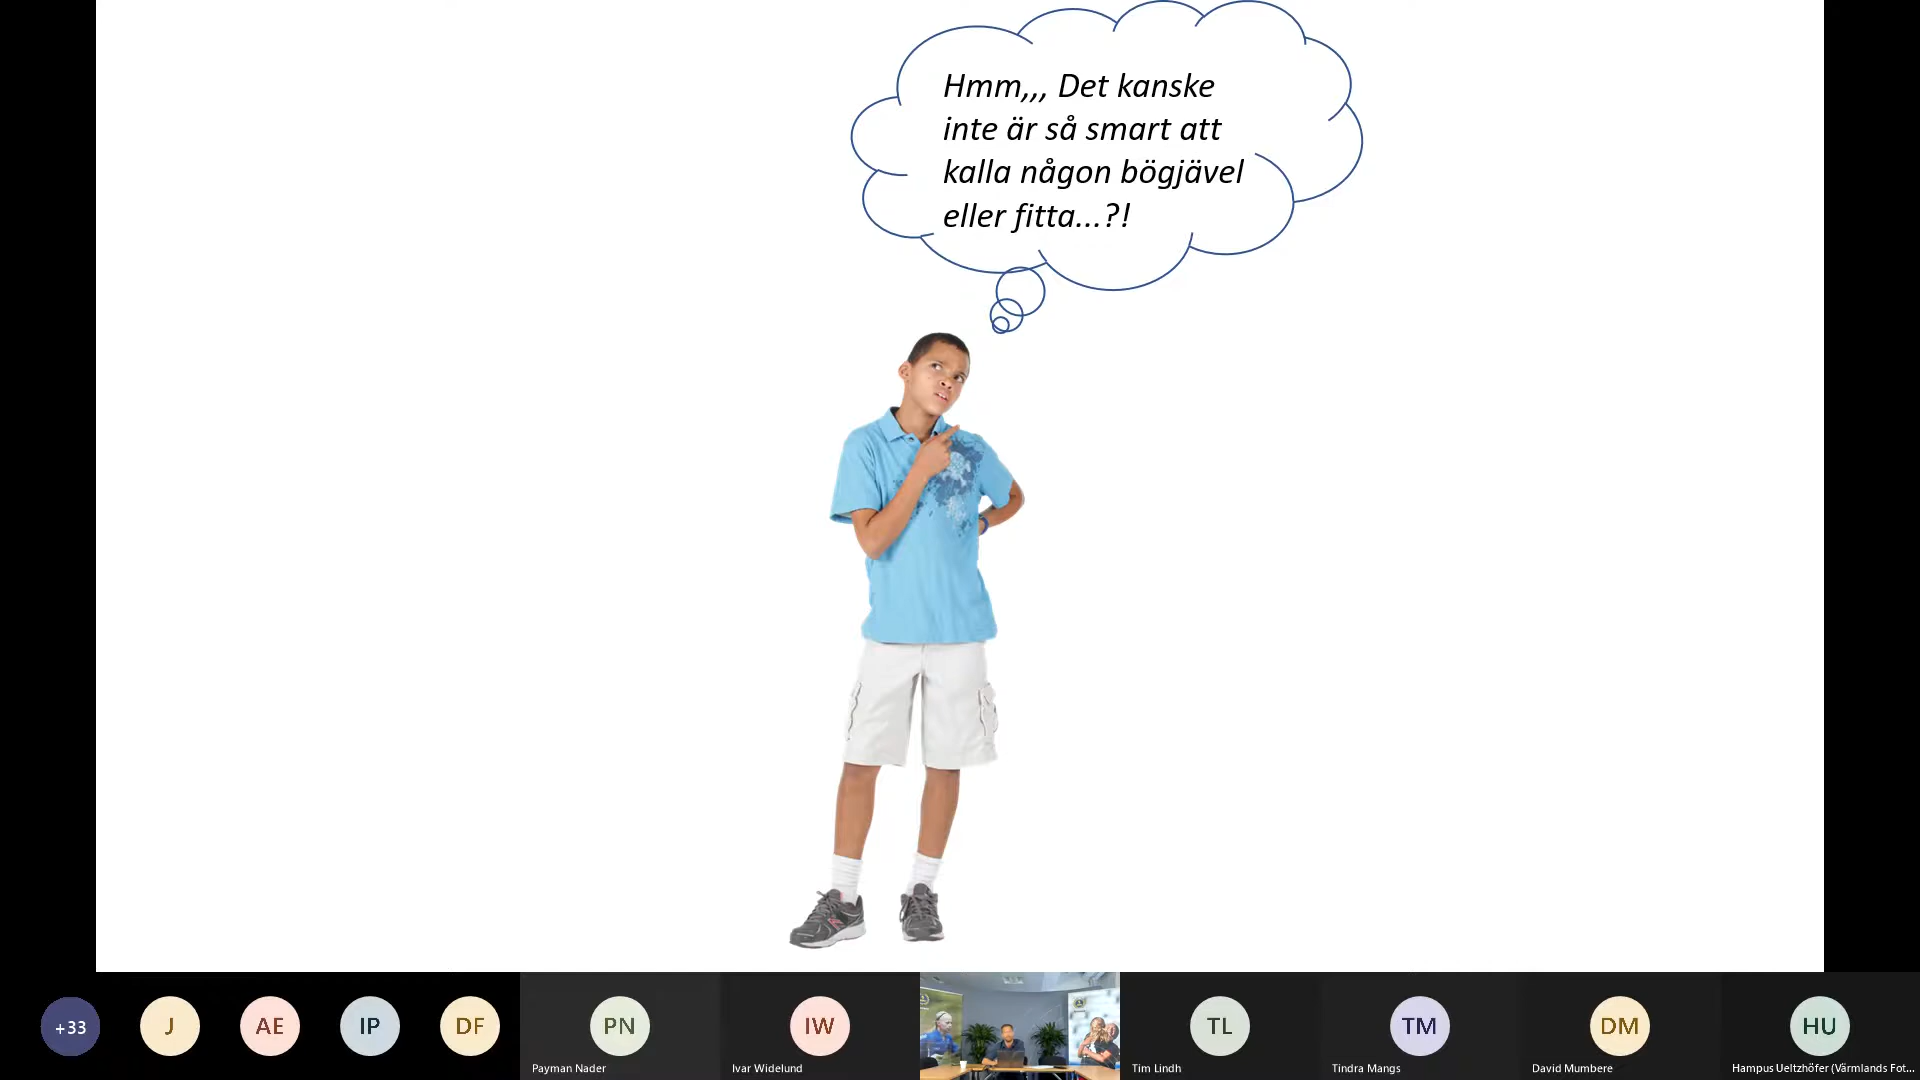 Hmm,,, Det kanske
inte är så smart att
kalla någon bögjävel
eller fitta...?!
+33
J
AE
IP
DF
PN
IW
TL
TM
DM
HU
Payman Nader
Ivar Widelund
Tim Lindh
Tindra Mangs
David Mumbere
Hampus Ueltzhöfer (Värmlands Fot...